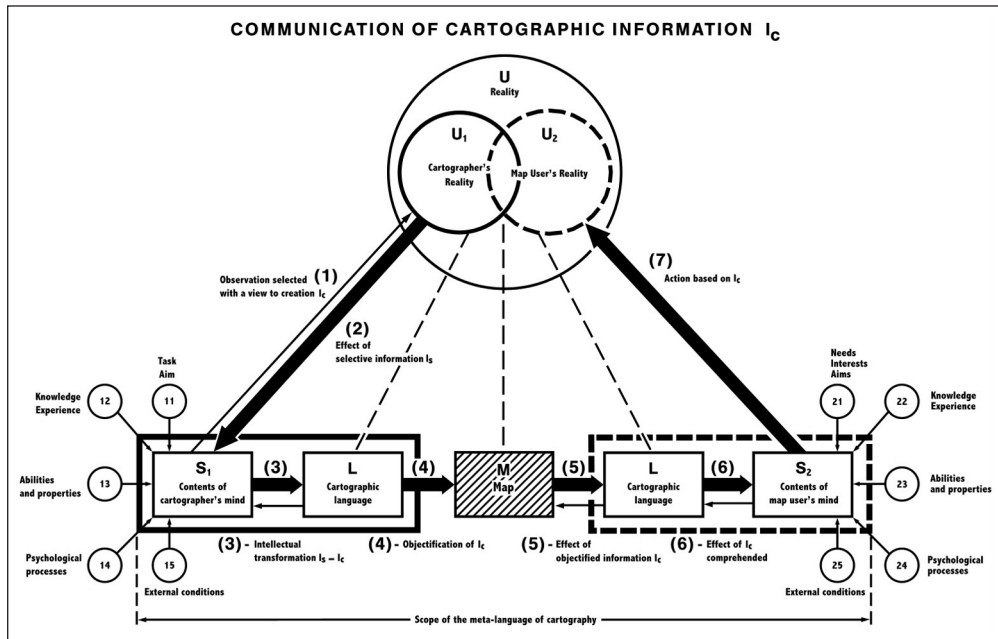 COMMUNICATION OF CARTOGRAPHIC INFORMATION Ic
U
Reality
U1
U2
Cartographer's
Reality
Map User's Reality
(1)
Observation selected
with a view to creation Ic
(7)
Action based on Ic
(2)
Effect of
selective information Is
Task
Aim
Needs
Interests
Aims
Knowledge
Experience
12
11
21
22
Knowledge
Experience
Abilities
and properties
13
S1
Contents of
cartographer's mind
(3)
L
Cartographic
language
(4)
M
Map
(5)
L
Cartographic
language
(6)
S2
Contents of
map user's mind
23
Abilities
and properties
(3) - Intellectual
transformation Is – Ic
(4) - Objectification of Ic
(5) - Effect of
objectified information Ic
(6) - Effect of Ic
comprehended
Psychological
processes
14
15
External conditions
25
External conditions
24
Psychological
processes
Scope of the meta-language of cartography